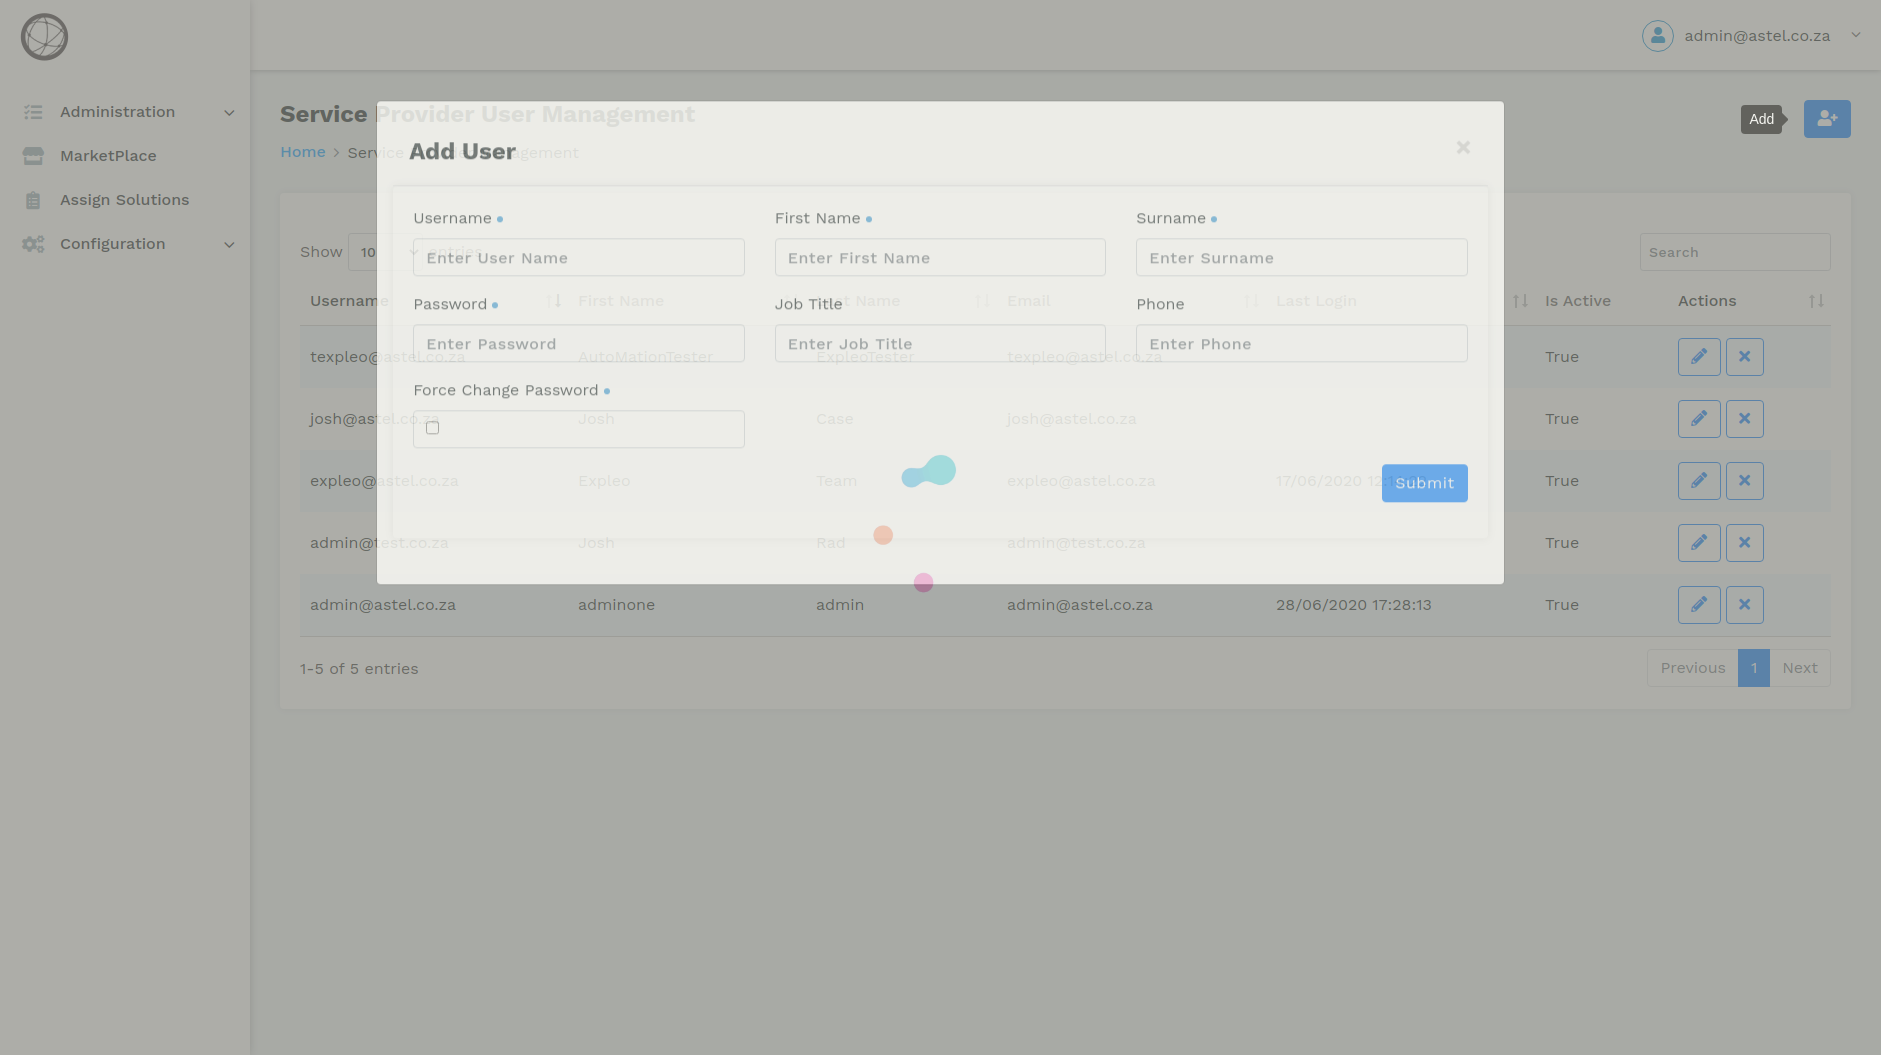 admin@astel.co.za
Administration
MarketPlace
Assign Solutions
Configuration
Service Provider User Management
Home > Service Provider Management
Add
Add User
×
Username
First Name
Surname
Enter User Name
Enter First Name
Enter Surname
Password
Job Title
Phone
Enter Password
Enter Job Title
Enter Phone
Force Change Password
Submit
Show 10 entries
Search
Username First Name Last Name Email Last Login Is Active Actions
texpleo@astel.co.za AutoMationTester ExpleoTester texpleo@astel.co.za True
josh@astel.co.za Josh Case josh@astel.co.za True
expleo@astel.co.za Expleo Team expleo@astel.co.za 17/06/2020 True
admin@test.co.za Josh Rad admin@test.co.za True
admin@astel.co.za adminone admin admin@astel.co.za 28/06/2020 17:28:13 True
1-5 of 5 entries
Previous 1 Next